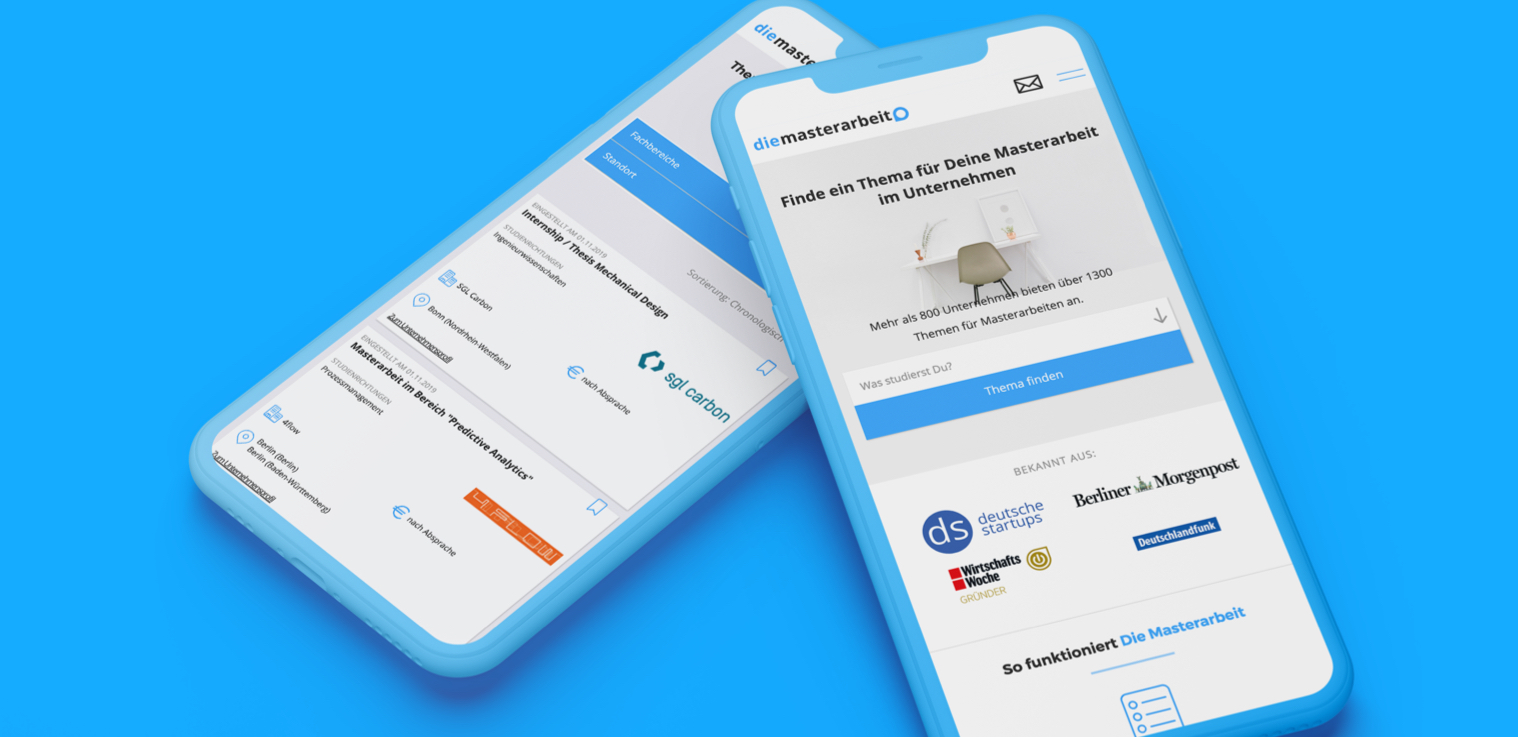 diemaste
The
Fachbereiche
Standort
Sortierung: Chronologisch
EINGESTELLT AM 01.11.2019
Internship / Thesis Mechanical Design
STUDIENRICHTUNGEN
Ingenieurwissenschaften
SGL Carbon
Bonn (Nordrhein-Westfalen)
Zum Unternehmensprofil
nach Absprache
sgl carbon
EINGESTELLT AM 01.11.2019
Masterarbeit im Bereich "Predictive Analytics"
STUDIENRICHTUNGEN
Prozessmanagement
4flow
Berlin (Berlin)
Berlin (Baden-Württemberg)
Zum Unternehmensprofil
nach Absprache
4FLOW
diemasterarbeit
Finde ein Thema für Deine Masterarbeit
im Unternehmen
Mehr als 800 Unternehmen bieten über 1300
Themen für Masterarbeiten an.
Was studierst Du?
Thema finden
BEKANNT AUS:
ds deutsche
startups
Berliner Morgenpost
Wirtschafts
Woche
GRÜNDER
Deutschlandfunk
So funktioniert Die Masterarbeit